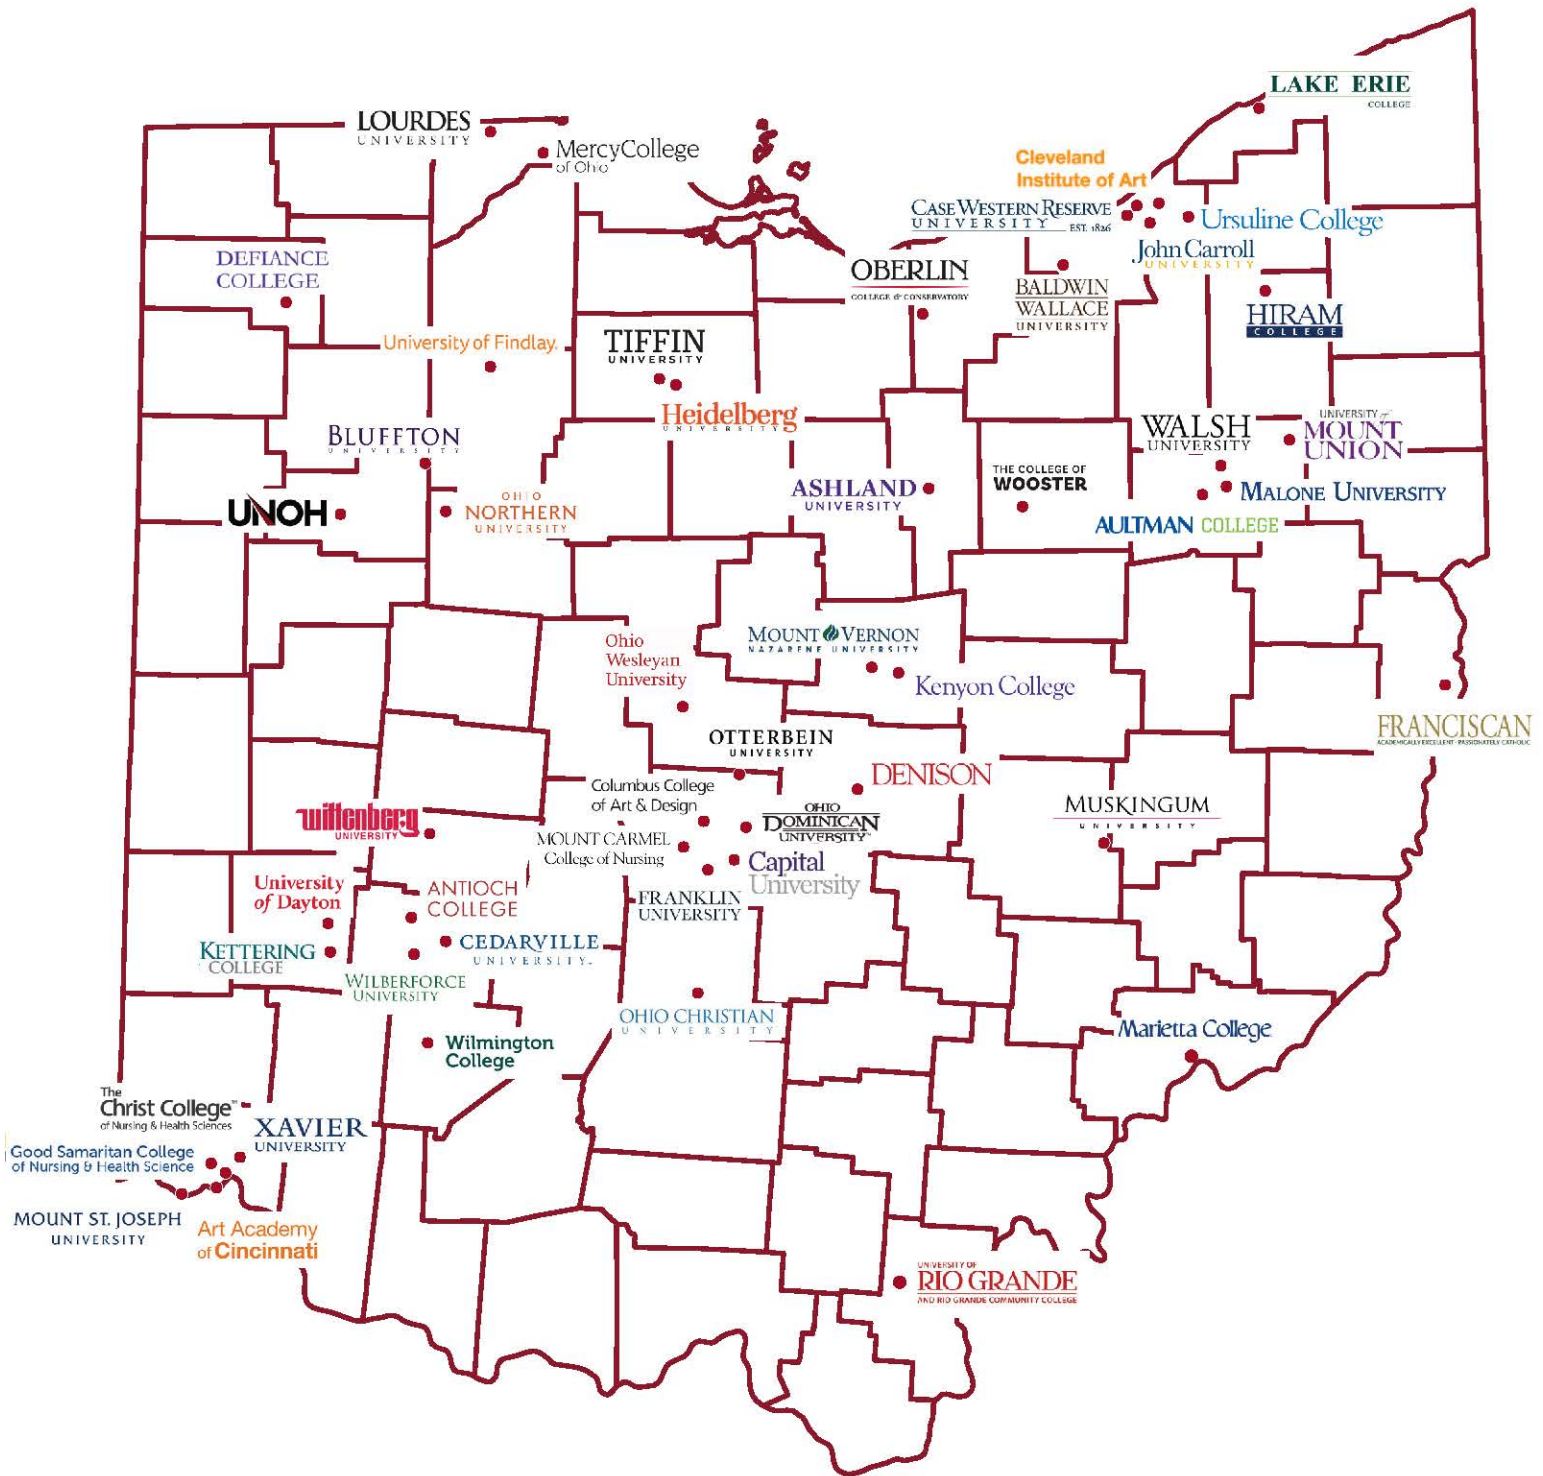 LAKE ERIE
COLLEGE
LOURDES
UNIVERSITY
MercyCollege
of Ohio
Cleveland
Institute of Art
CASE WESTERN RESERVE
UNIVERSITY EST. 1826
Ursuline College
John Carroll
UNIVERSITY
DEFIANCE
COLLEGE
OBERLIN
COLLEGE & CONSERVATORY
BALDWIN
WALLACE
UNIVERSITY
HIRAM
COLLEGE
University of Findlay.
TIFFIN
UNIVERSITY
Heidelberg
UNIVERSITY
BLUFFTON
UNIVERSITY
WALSH
UNIVERSITY
UNIVERSITY of
MOUNT
UNION
THE COLLEGE OF
WOOSTER
ASHLAND
UNIVERSITY
MALONE UNIVERSITY
UNOH
OHIO
NORTHERN
UNIVERSITY
AULTMAN COLLEGE
MOUNT VERNON
NAZARENE UNIVERSITY
Ohio
Wesleyan
University
Kenyon College
FRANCISCAN
ACADEMICALLY EXCELLENT · PASSIONATELY CATHOLIC
OTTERBEIN
UNIVERSITY
DENISON
Columbus College
of Art & Design
MUSKINGUM
UNIVERSITY
wittenberg
UNIVERSITY
OHIO
DOMINICAN
UNIVERSITY™
MOUNT CARMEL
College of Nursing
Capital
University
University
of Dayton
ANTIOCH
COLLEGE
FRANKLIN
UNIVERSITY
KETTERING
COLLEGE
CEDARVILLE
UNIVERSITY.
WILBERFORCE
UNIVERSITY
OHIO CHRISTIAN
UNIVERSITY
Marietta College
Wilmington
College
The
Christ College™
of Nursing & Health Sciences
XAVIER
UNIVERSITY
Good Samaritan College
of Nursing & Health Science
MOUNT ST. JOSEPH
UNIVERSITY
Art Academy
of Cincinnati
UNIVERSITY OF
RIO GRANDE
AND RIO GRANDE COMMUNITY COLLEGE